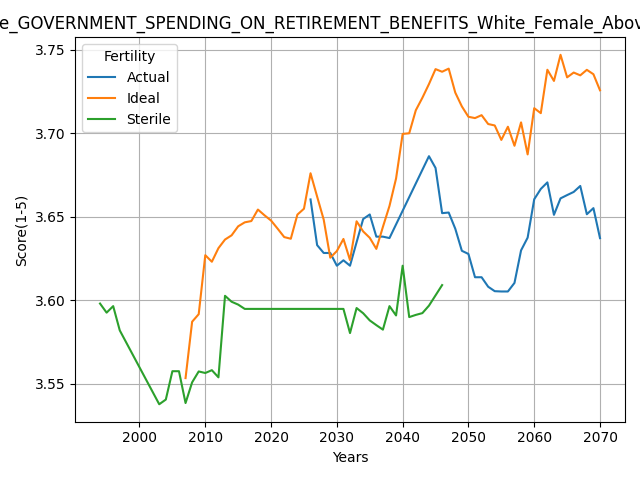 e_GOVERNMENT_SPENDING_ON_RETIREMENT_BENEFITS_White_Female_Abov
Fertility
Actual
Ideal
Sterile
Score(1-5)
3.75
3.70
3.65
3.60
3.55
2000 2010 2020 2030 2040 2050 2060 2070
Years